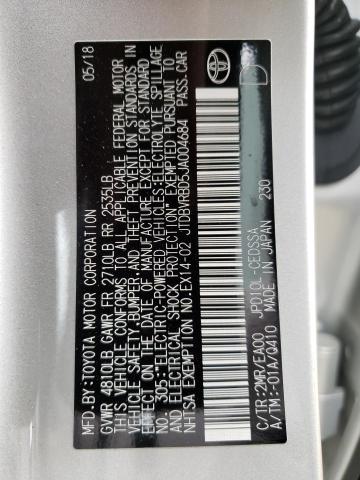 MFD.BY:TOYOTA MOTOR CORPORATION 05/18
GVWR 4810LB GAWR FR 2710LB RR 2535LB
THIS VEHICLE CONFORMS TO ALL APPLICABLE FEDERAL MOTOR
VEHICLE SAFETY,BUMPER,AND THEFT PREVENTION STANDARDS IN
EFFECT ON THE DATE OF MANUFACTURE EXCEPT FOR STANDARD
NO. 305:"ELECTRIC-POWERED VEHICLES:ELECTROLYTE SPILLAGE
AND ELECTRICAL SHOCK PROTECTION" EXEMPTED PURSUANT TO
NHTSA EXEMPTION NO.EX14-02 JTDBVRBD5JA004684 PASS.CAR
C/TR:2MR/EA00 JPD10L-CEDSSA
A/TM:-01A/Q410 MADE IN JAPAN 230
TOYOTA
D